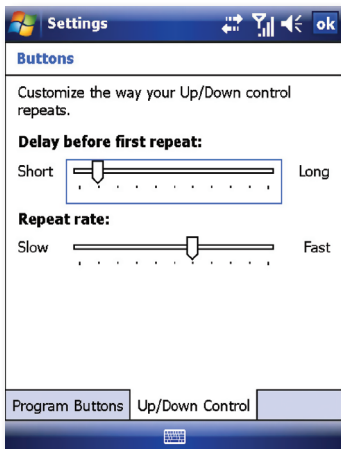 Settings
ok
Buttons
Customize the way your Up/Down control
repeats.
Delay before first repeat:
Short
Long
Repeat rate:
Slow
Fast
Program Buttons
Up/Down Control